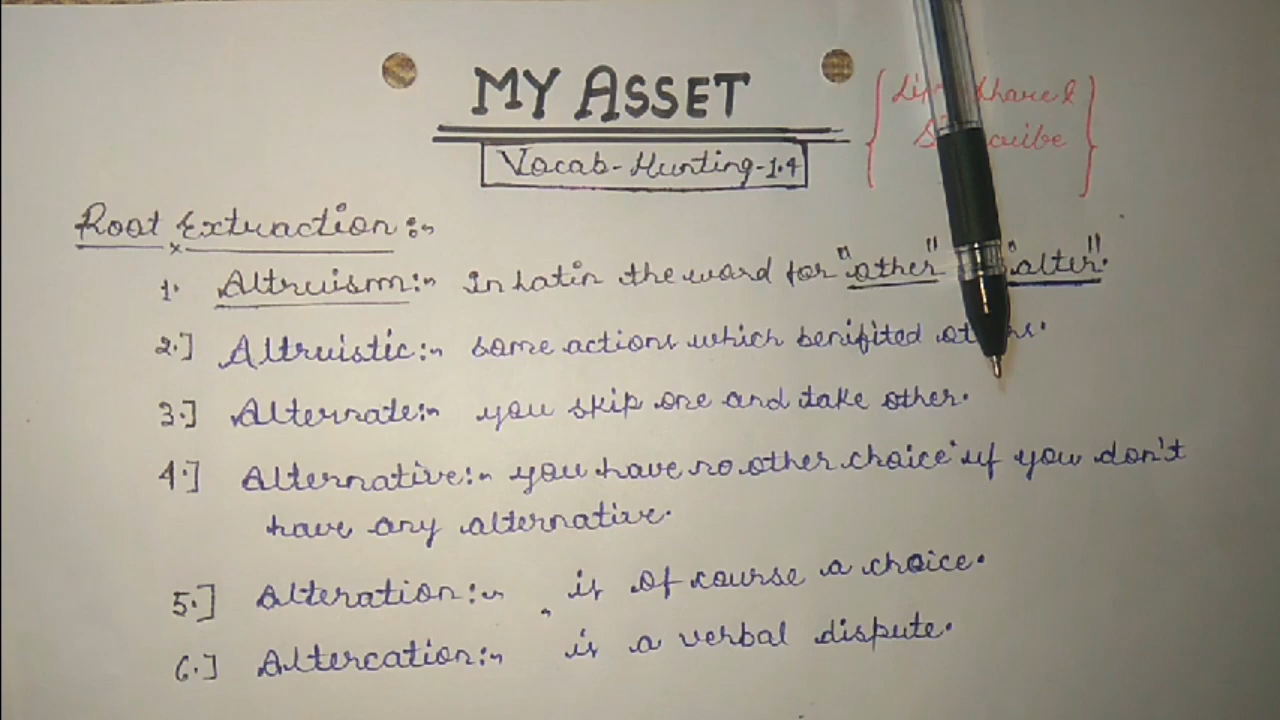 MY ASSET
Vocab-Hunting-1.4
Share &
Root Extraction:-
1. Altruism:- In Latin the word for "other" "alter".
2.] Altruistic:- some actions which benifited
3.] Alternate:- you skip one and take other.
4.] Alternative:- you have no other choice if you don't
have any alternative.
5.] Alteration:- is of course a choice.
6.] Altercation:- is a verbal dispute.